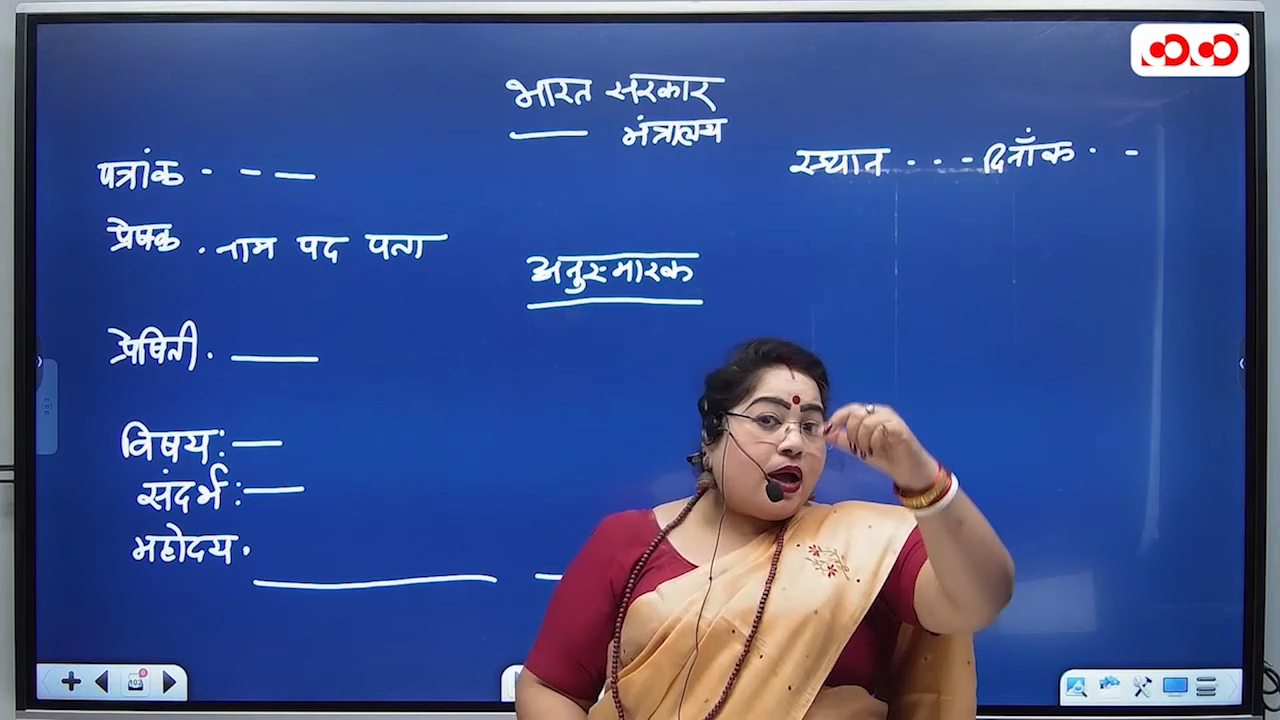 भारत सरकार
—— मंत्रालय
पत्रांक - - — —
स्थान - - - दिनाँक - -
प्रेषक . नाम पद पता
अनुस्मारक
प्रेषिती . ——
विषय : —
संदर्भ : —
महोदय .